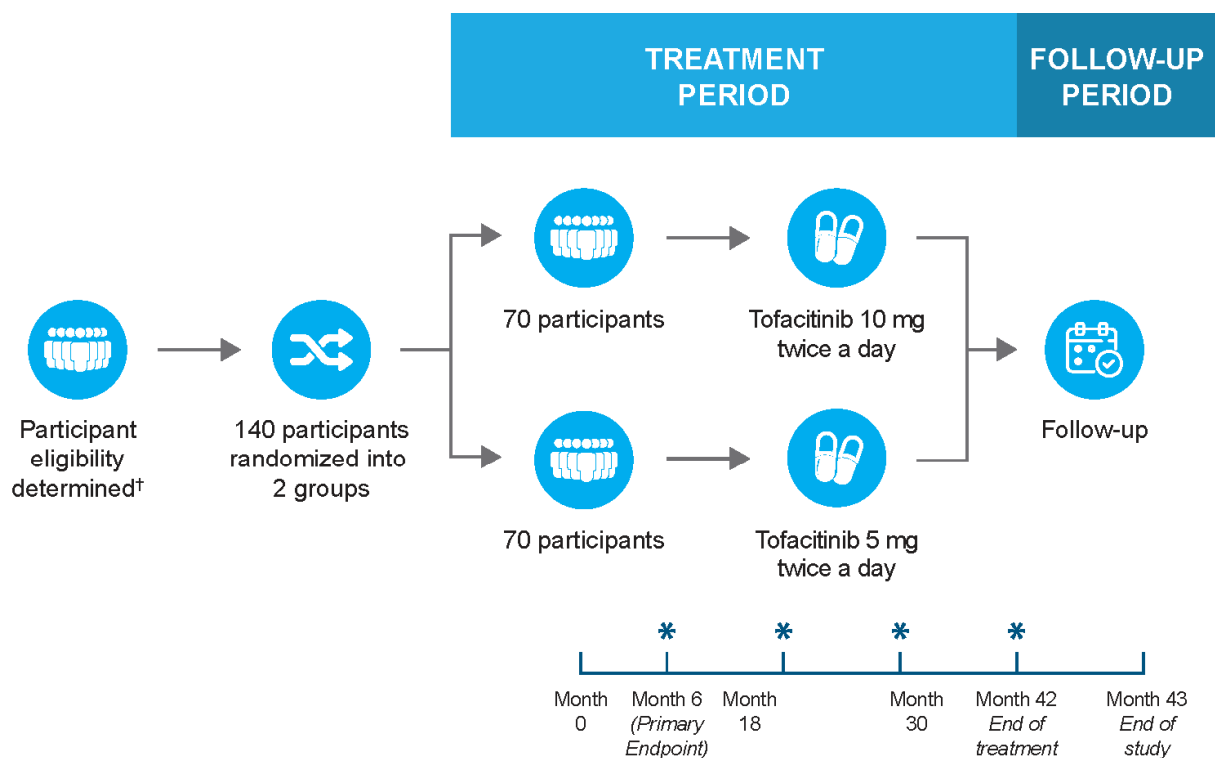 TREATMENT
PERIOD
FOLLOW-UP
PERIOD
Participant
eligibility
determined†
140 participants
randomized into
2 groups
70 participants
Tofacitinib 10 mg
twice a day
70 participants
Tofacitinib 5 mg
twice a day
Follow-up
* * * *
Month
0
Month 6
(Primary
Endpoint)
Month
18
Month
30
Month 42
End of
treatment
Month 43
End of
study